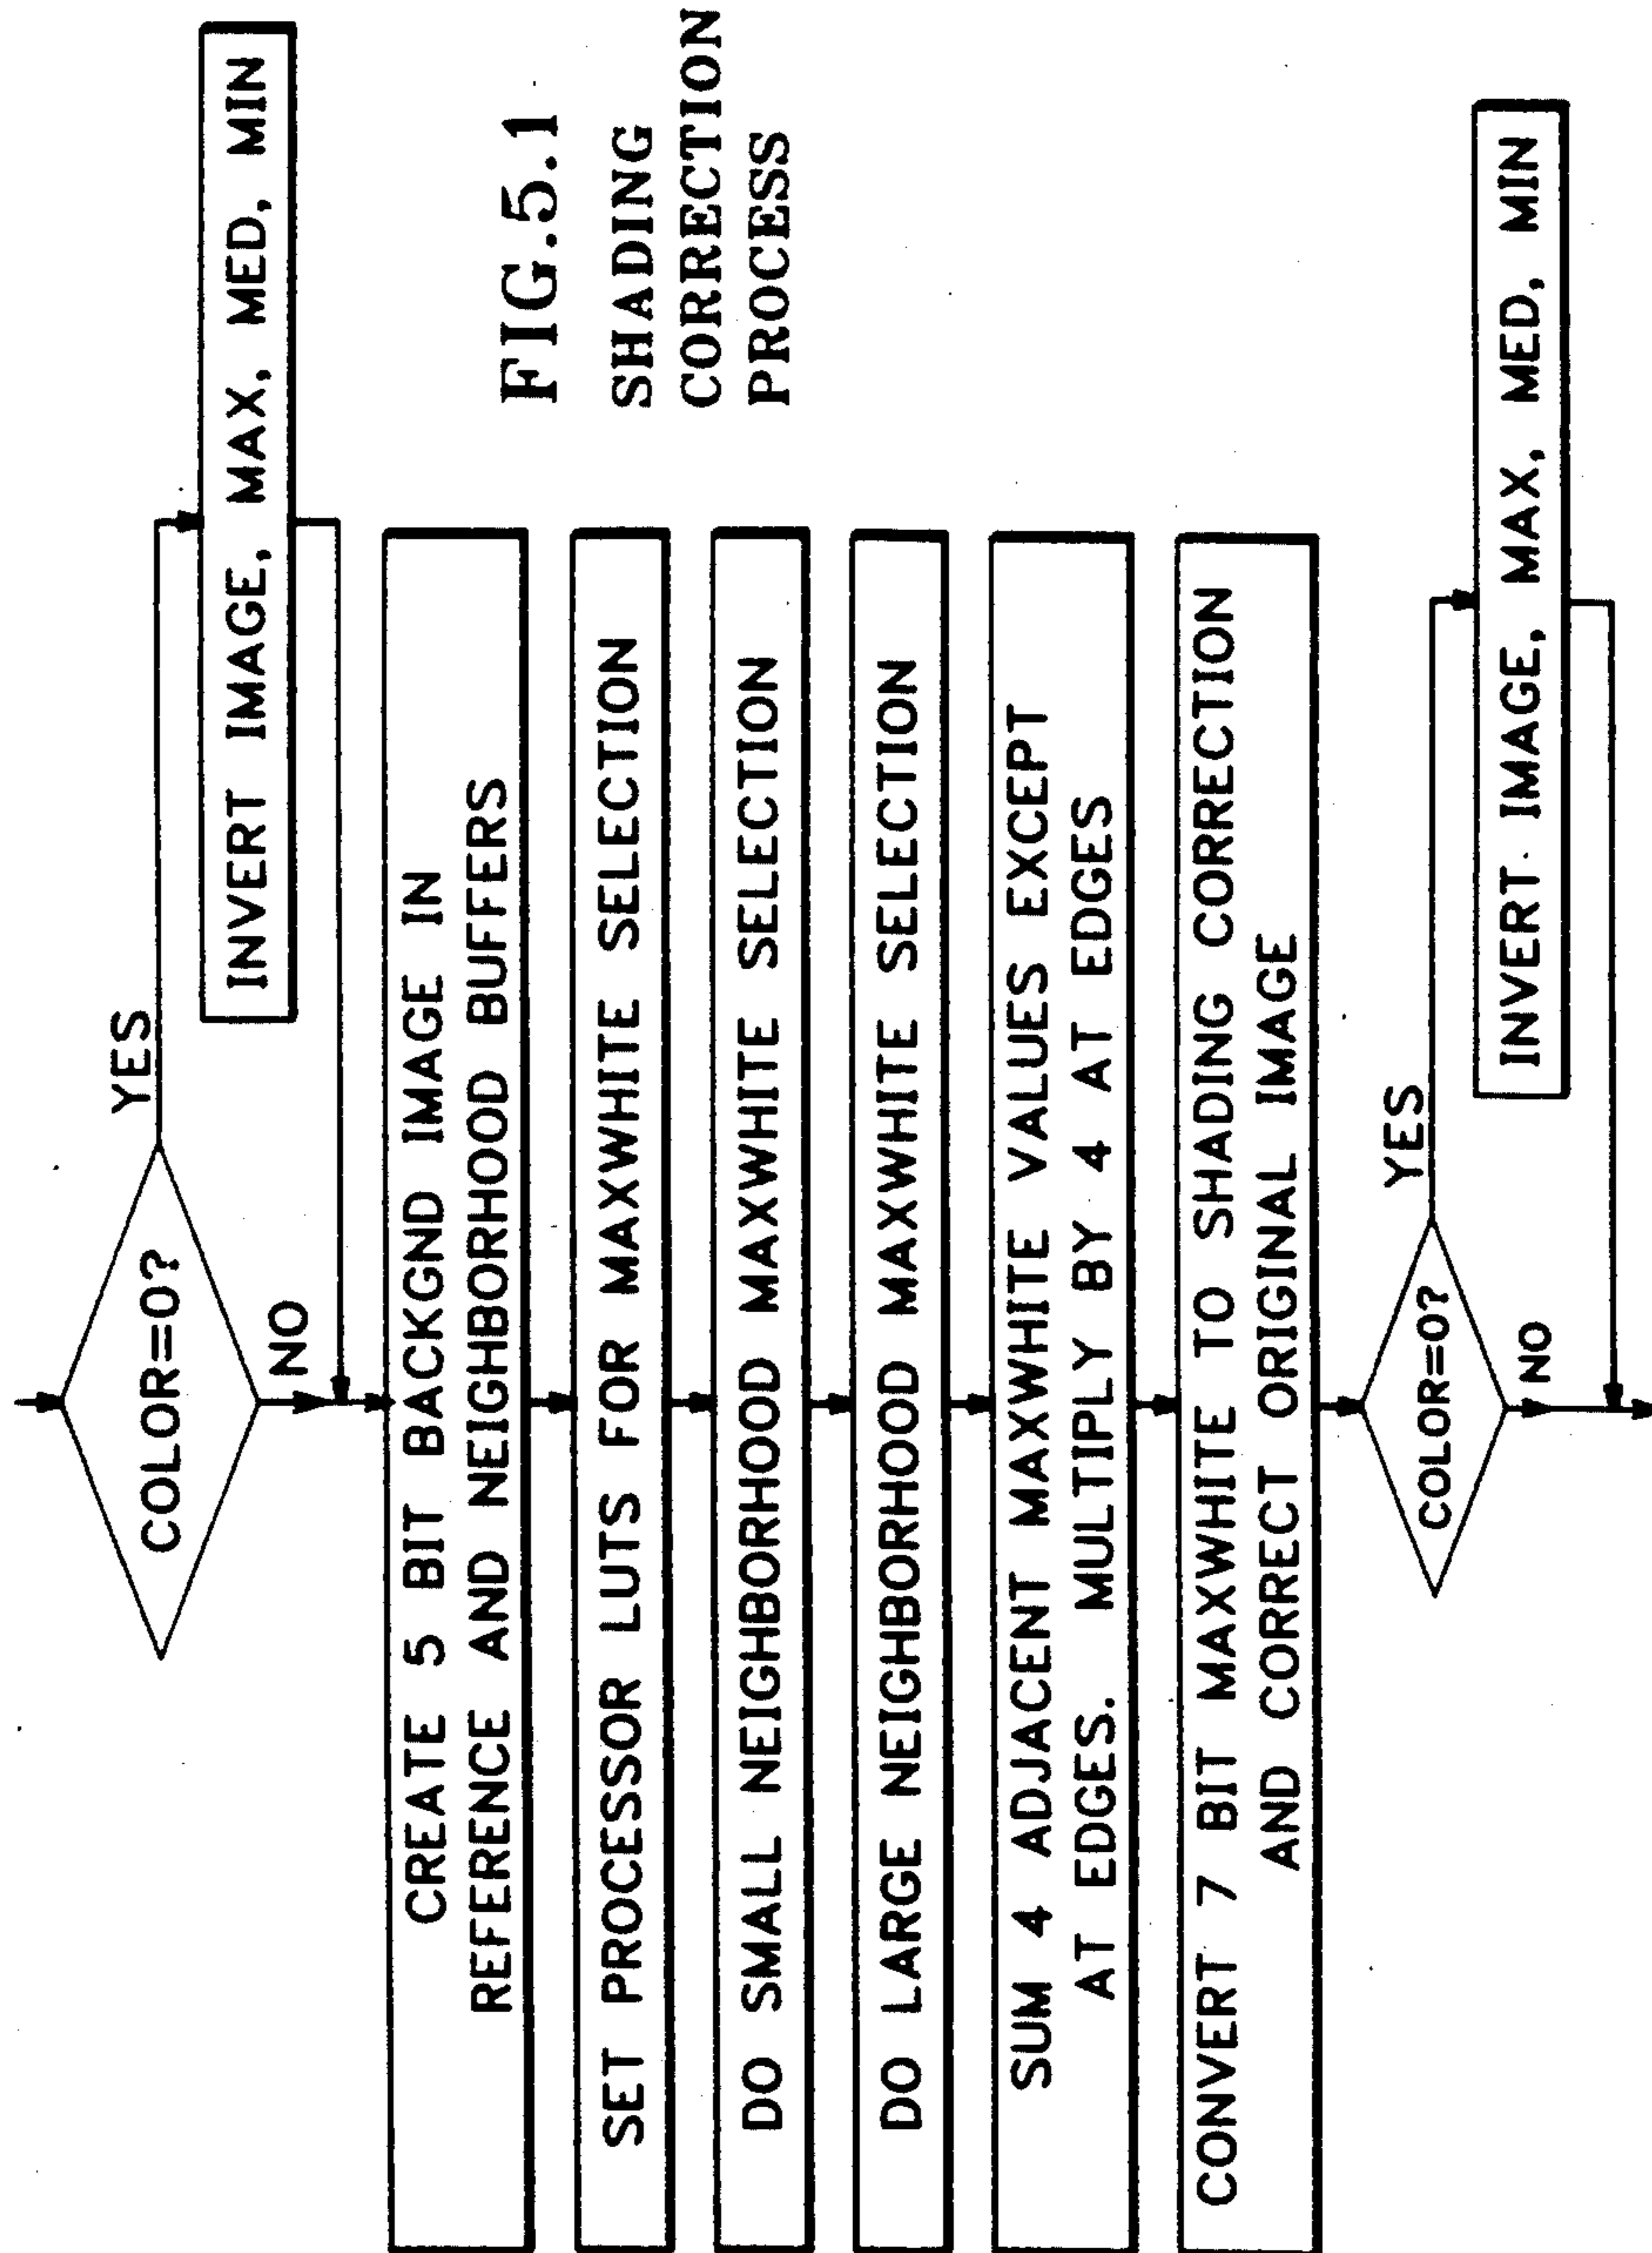 COLOR=0?
YES
INVERT IMAGE, MAX, MED, MIN
NO
CREATE 5 BIT BACKGND IMAGE IN
REFERENCE AND NEIGHBORHOOD BUFFERS
SET PROCESSOR LUTS FOR MAXWHITE SELECTION
DO SMALL NEIGHBORHOOD MAXWHITE SELECTION
DO LARGE NEIGHBORHOOD MAXWHITE SELECTION
SUM 4 ADJACENT MAXWHITE VALUES EXCEPT
AT EDGES. MULTIPLY BY 4 AT EDGES
CONVERT 7 BIT MAXWHITE TO SHADING CORRECTION
AND CORRECT ORIGINAL IMAGE
COLOR=0?
YES
INVERT IMAGE, MAX, MED, MIN
NO
FIG.5.1
SHADING
CORRECTION
PROCESS